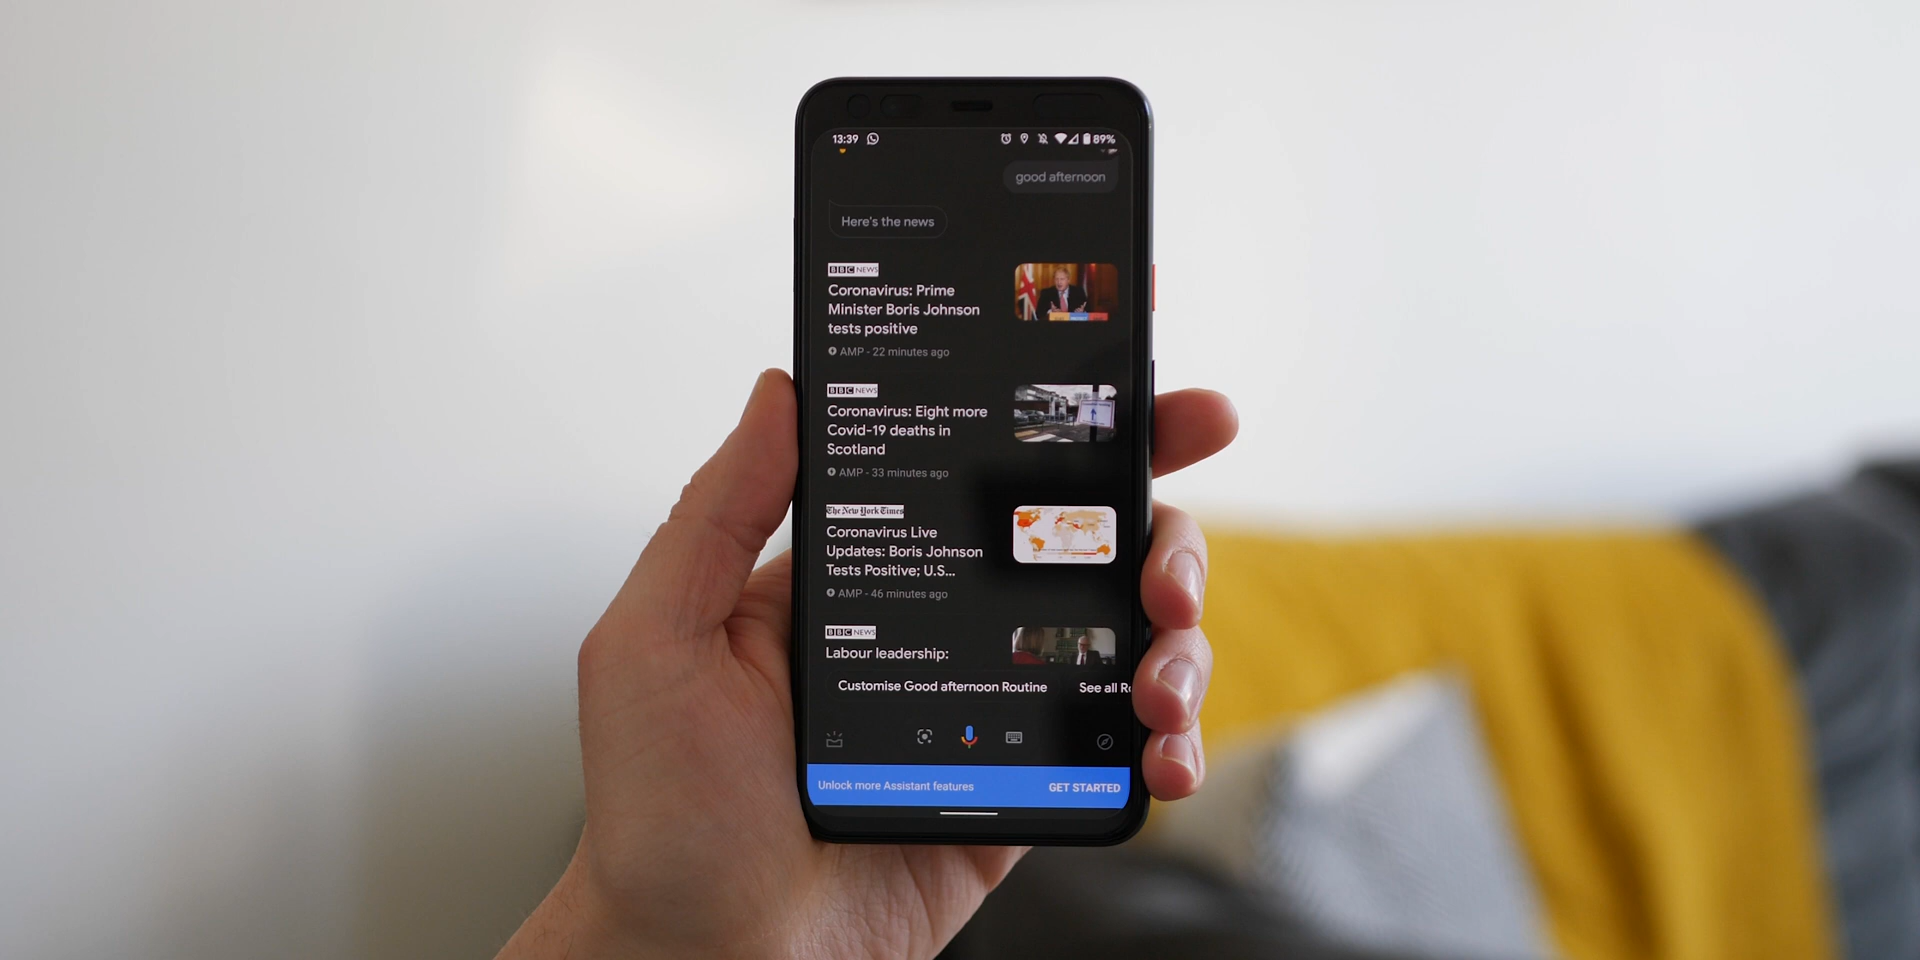 13:39 89%
good afternoon
Here's the news
BBC NEWS
Coronavirus: Prime
Minister Boris Johnson
tests positive
AMP - 22 minutes ago
BBC NEWS
Coronavirus: Eight more
Covid-19 deaths in
Scotland
AMP - 33 minutes ago
The New York Times
Coronavirus Live
Updates: Boris Johnson
Tests Positive; U.S...
AMP - 46 minutes ago
BBC NEWS
Labour leadership:
Customise Good afternoon Routine See all R
Unlock more Assistant features GET STARTED